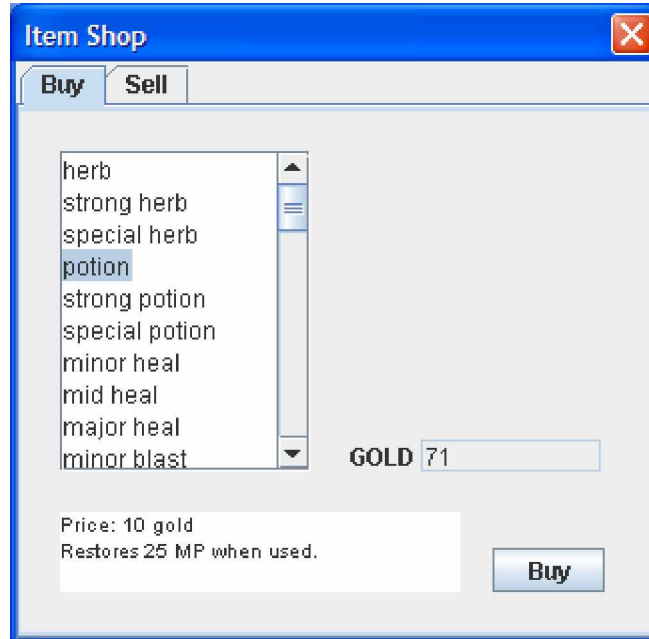 Item Shop
Buy Sell
herb
strong herb
special herb
potion
strong potion
special potion
minor heal
mid heal
major heal
minor blast
GOLD 71
Price: 10 gold
Restores 25 MP when used.
Buy